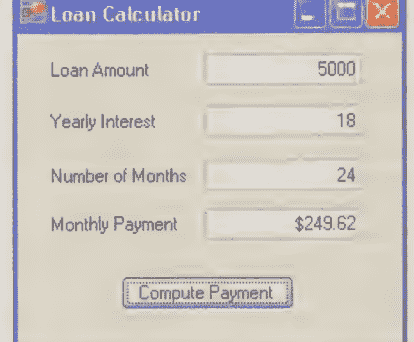 Loan Calculator
Loan Amount 5000
Yearly Interest 18
Number of Months 24
Monthly Payment $249.62
Compute Payment